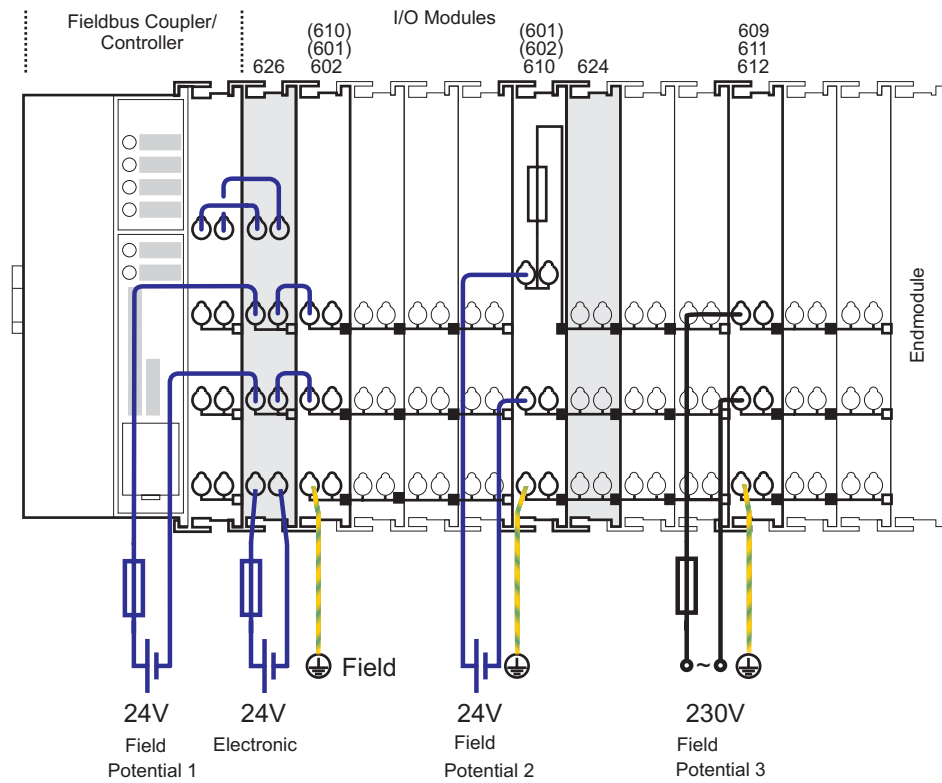 Fieldbus Coupler/
Controller
I/O Modules
626
(610)
(601)
602
(601)
(602)
610
624
609
611
612
Endmodule
Field
~
24V
Field
Potential 1
24V
Electronic
24V
Field
Potential 2
230V
Field
Potential 3